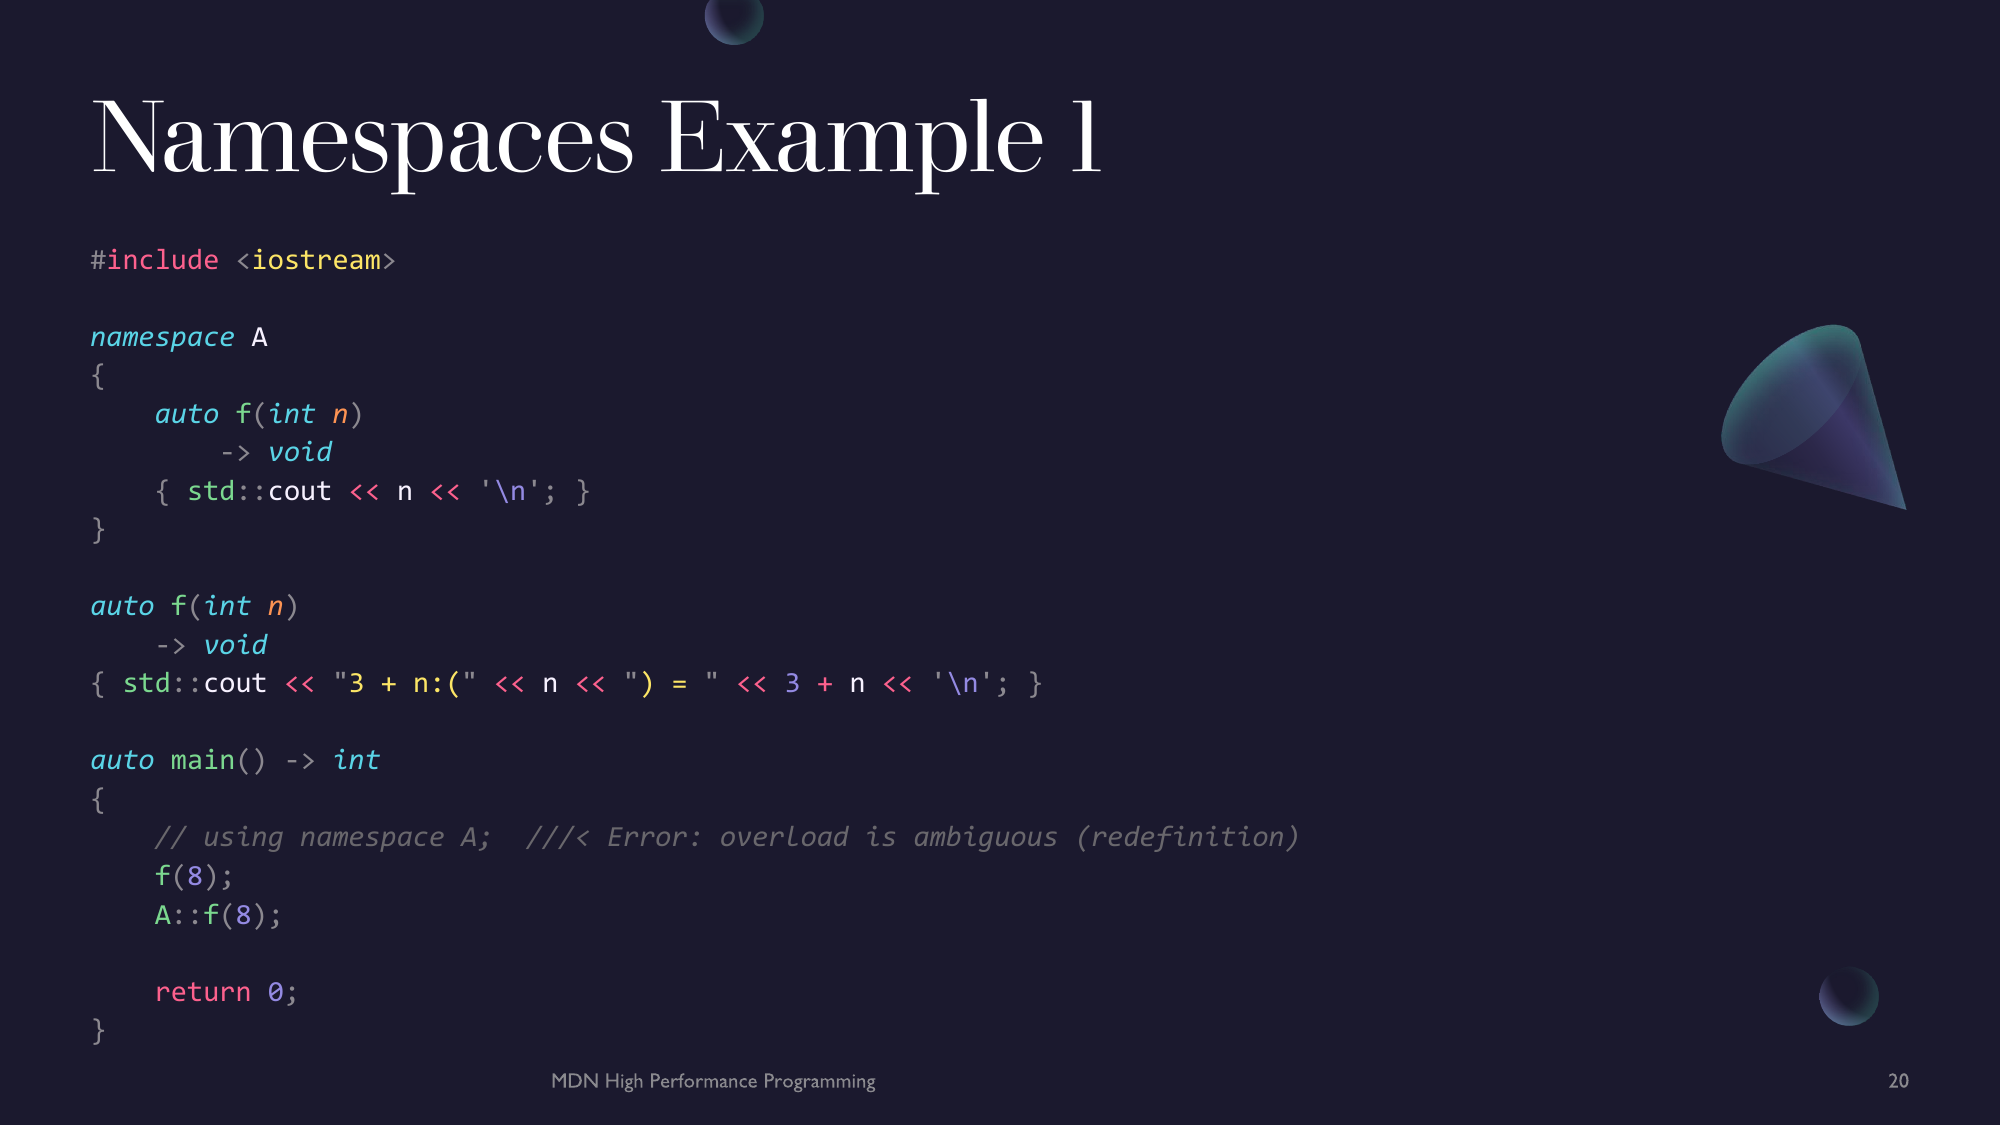 Namespaces Example 1
#include <iostream>
namespace A
{
    auto f(int n)
        -> void
    { std::cout << n << '\n'; }
}
auto f(int n)
    -> void
{ std::cout << "3 + n:(" << n << ") = " << 3 + n << '\n'; }
auto main() -> int
{
    // using namespace A;  ///< Error: overload is ambiguous (redefinition)
    f(8);
    A::f(8);
    return 0;
}
MDN High Performance Programming
20